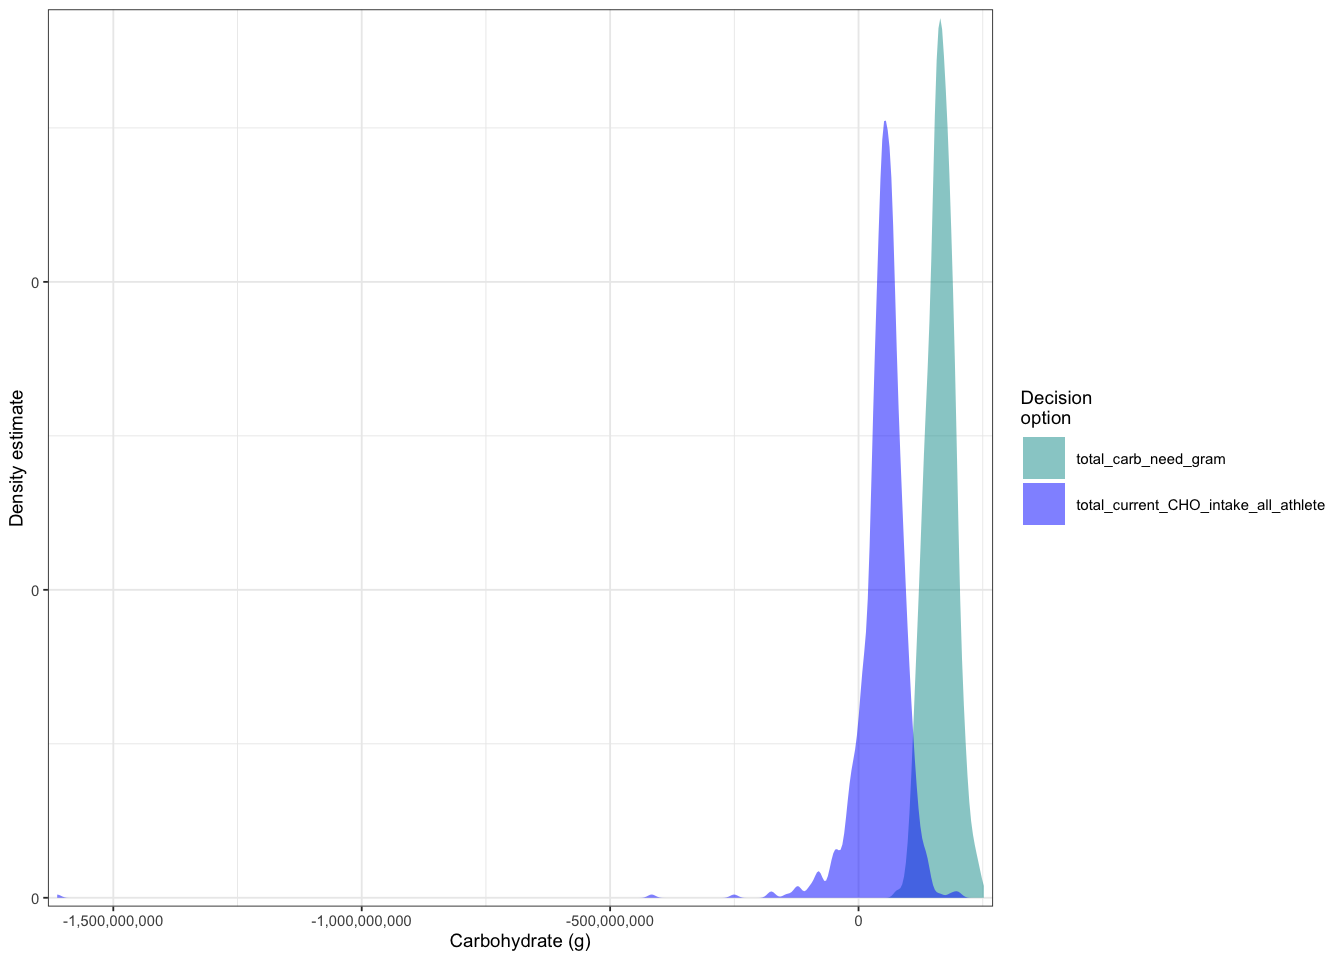 Density estimate
0
0
0
-1,500,000,000
-1,000,000,000
-500,000,000
0
Carbohydrate (g)
Decision
option
total_carb_need_gram
total_current_CHO_intake_all_athlete